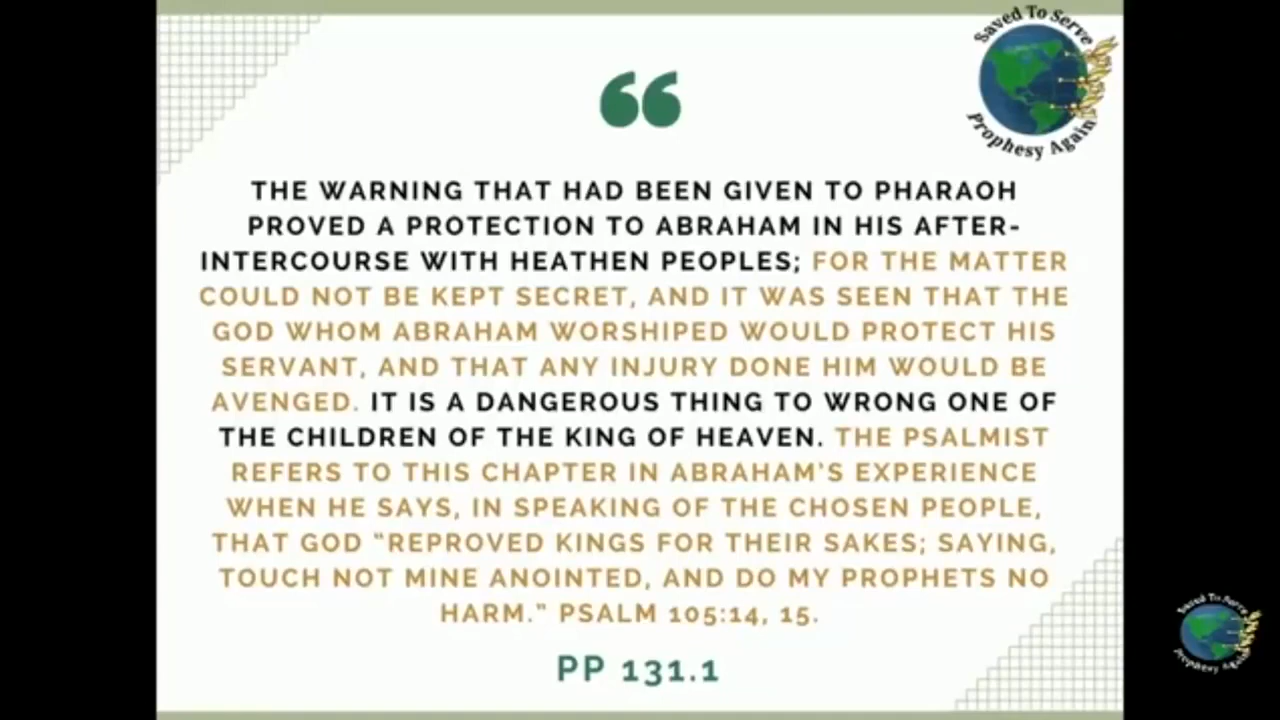 Saved To Serve
Prophesy Again
“
THE WARNING THAT HAD BEEN GIVEN TO PHARAOH
PROVED A PROTECTION TO ABRAHAM IN HIS AFTER-
INTERCOURSE WITH HEATHEN PEOPLES; FOR THE MATTER
COULD NOT BE KEPT SECRET, AND IT WAS SEEN THAT THE
GOD WHOM ABRAHAM WORSHIPED WOULD PROTECT HIS
SERVANT, AND THAT ANY INJURY DONE HIM WOULD BE
AVENGED. IT IS A DANGEROUS THING TO WRONG ONE OF
THE CHILDREN OF THE KING OF HEAVEN. THE PSALMIST
REFERS TO THIS CHAPTER IN ABRAHAM'S EXPERIENCE
WHEN HE SAYS, IN SPEAKING OF THE CHOSEN PEOPLE,
THAT GOD "REPROVED KINGS FOR THEIR SAKES; SAYING,
TOUCH NOT MINE ANOINTED, AND DO MY PROPHETS NO
HARM." PSALM 105:14, 15.
PP 131.1
Saved To Serve
Prophesy Again